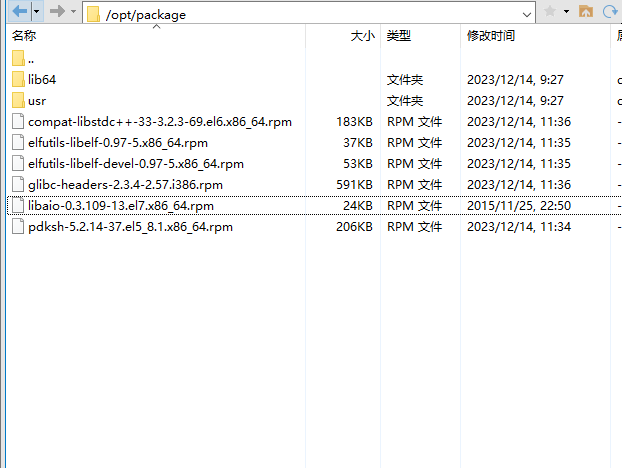 /opt/package
名称 大小 类型 修改时间
..
lib64 文件夹 2023/12/14, 9:27
usr 文件夹 2023/12/14, 9:27
compat-libstdc++-33-3.2.3-69.el6.x86_64.rpm 183KB RPM 文件 2023/12/14, 11:36 -
elfutils-libelf-0.97-5.x86_64.rpm 37KB RPM 文件 2023/12/14, 11:35 -
elfutils-libelf-devel-0.97-5.x86_64.rpm 53KB RPM 文件 2023/12/14, 11:35 -
glibc-headers-2.3.4-2.57.i386.rpm 591KB RPM 文件 2023/12/14, 11:36 -
libaio-0.3.109-13.el7.x86_64.rpm 24KB RPM 文件 2015/11/25, 22:50 -
pdksh-5.2.14-37.el5_8.1.x86_64.rpm 206KB RPM 文件 2023/12/14, 11:34 -